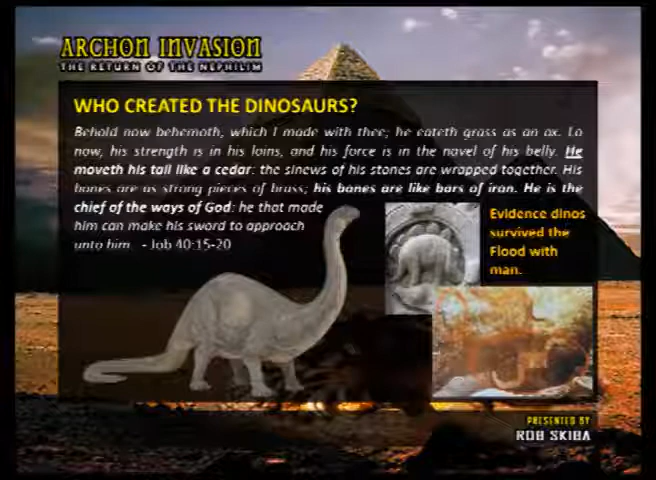 ARCHON INVASION
THE RETURN OF THE NEPHILIM
WHO CREATED THE DINOSAURS?
Behold now behemoth, which I made with thee; he eateth grass as an ox. Lo
now, his strength is in his loins, and his force is in the navel of his belly. He
moveth his tail like a cedar: the sinews of his stones are wrapped together. His
bones are as strong pieces of brass; his bones are like bars of iron. He is the
chief of the ways of God: he that made
him can make his sword to approach
unto him. - Job 40:15-20
Evidence dinos
survived the
Flood with
man.
PRESENTED BY
ROB SKIBA